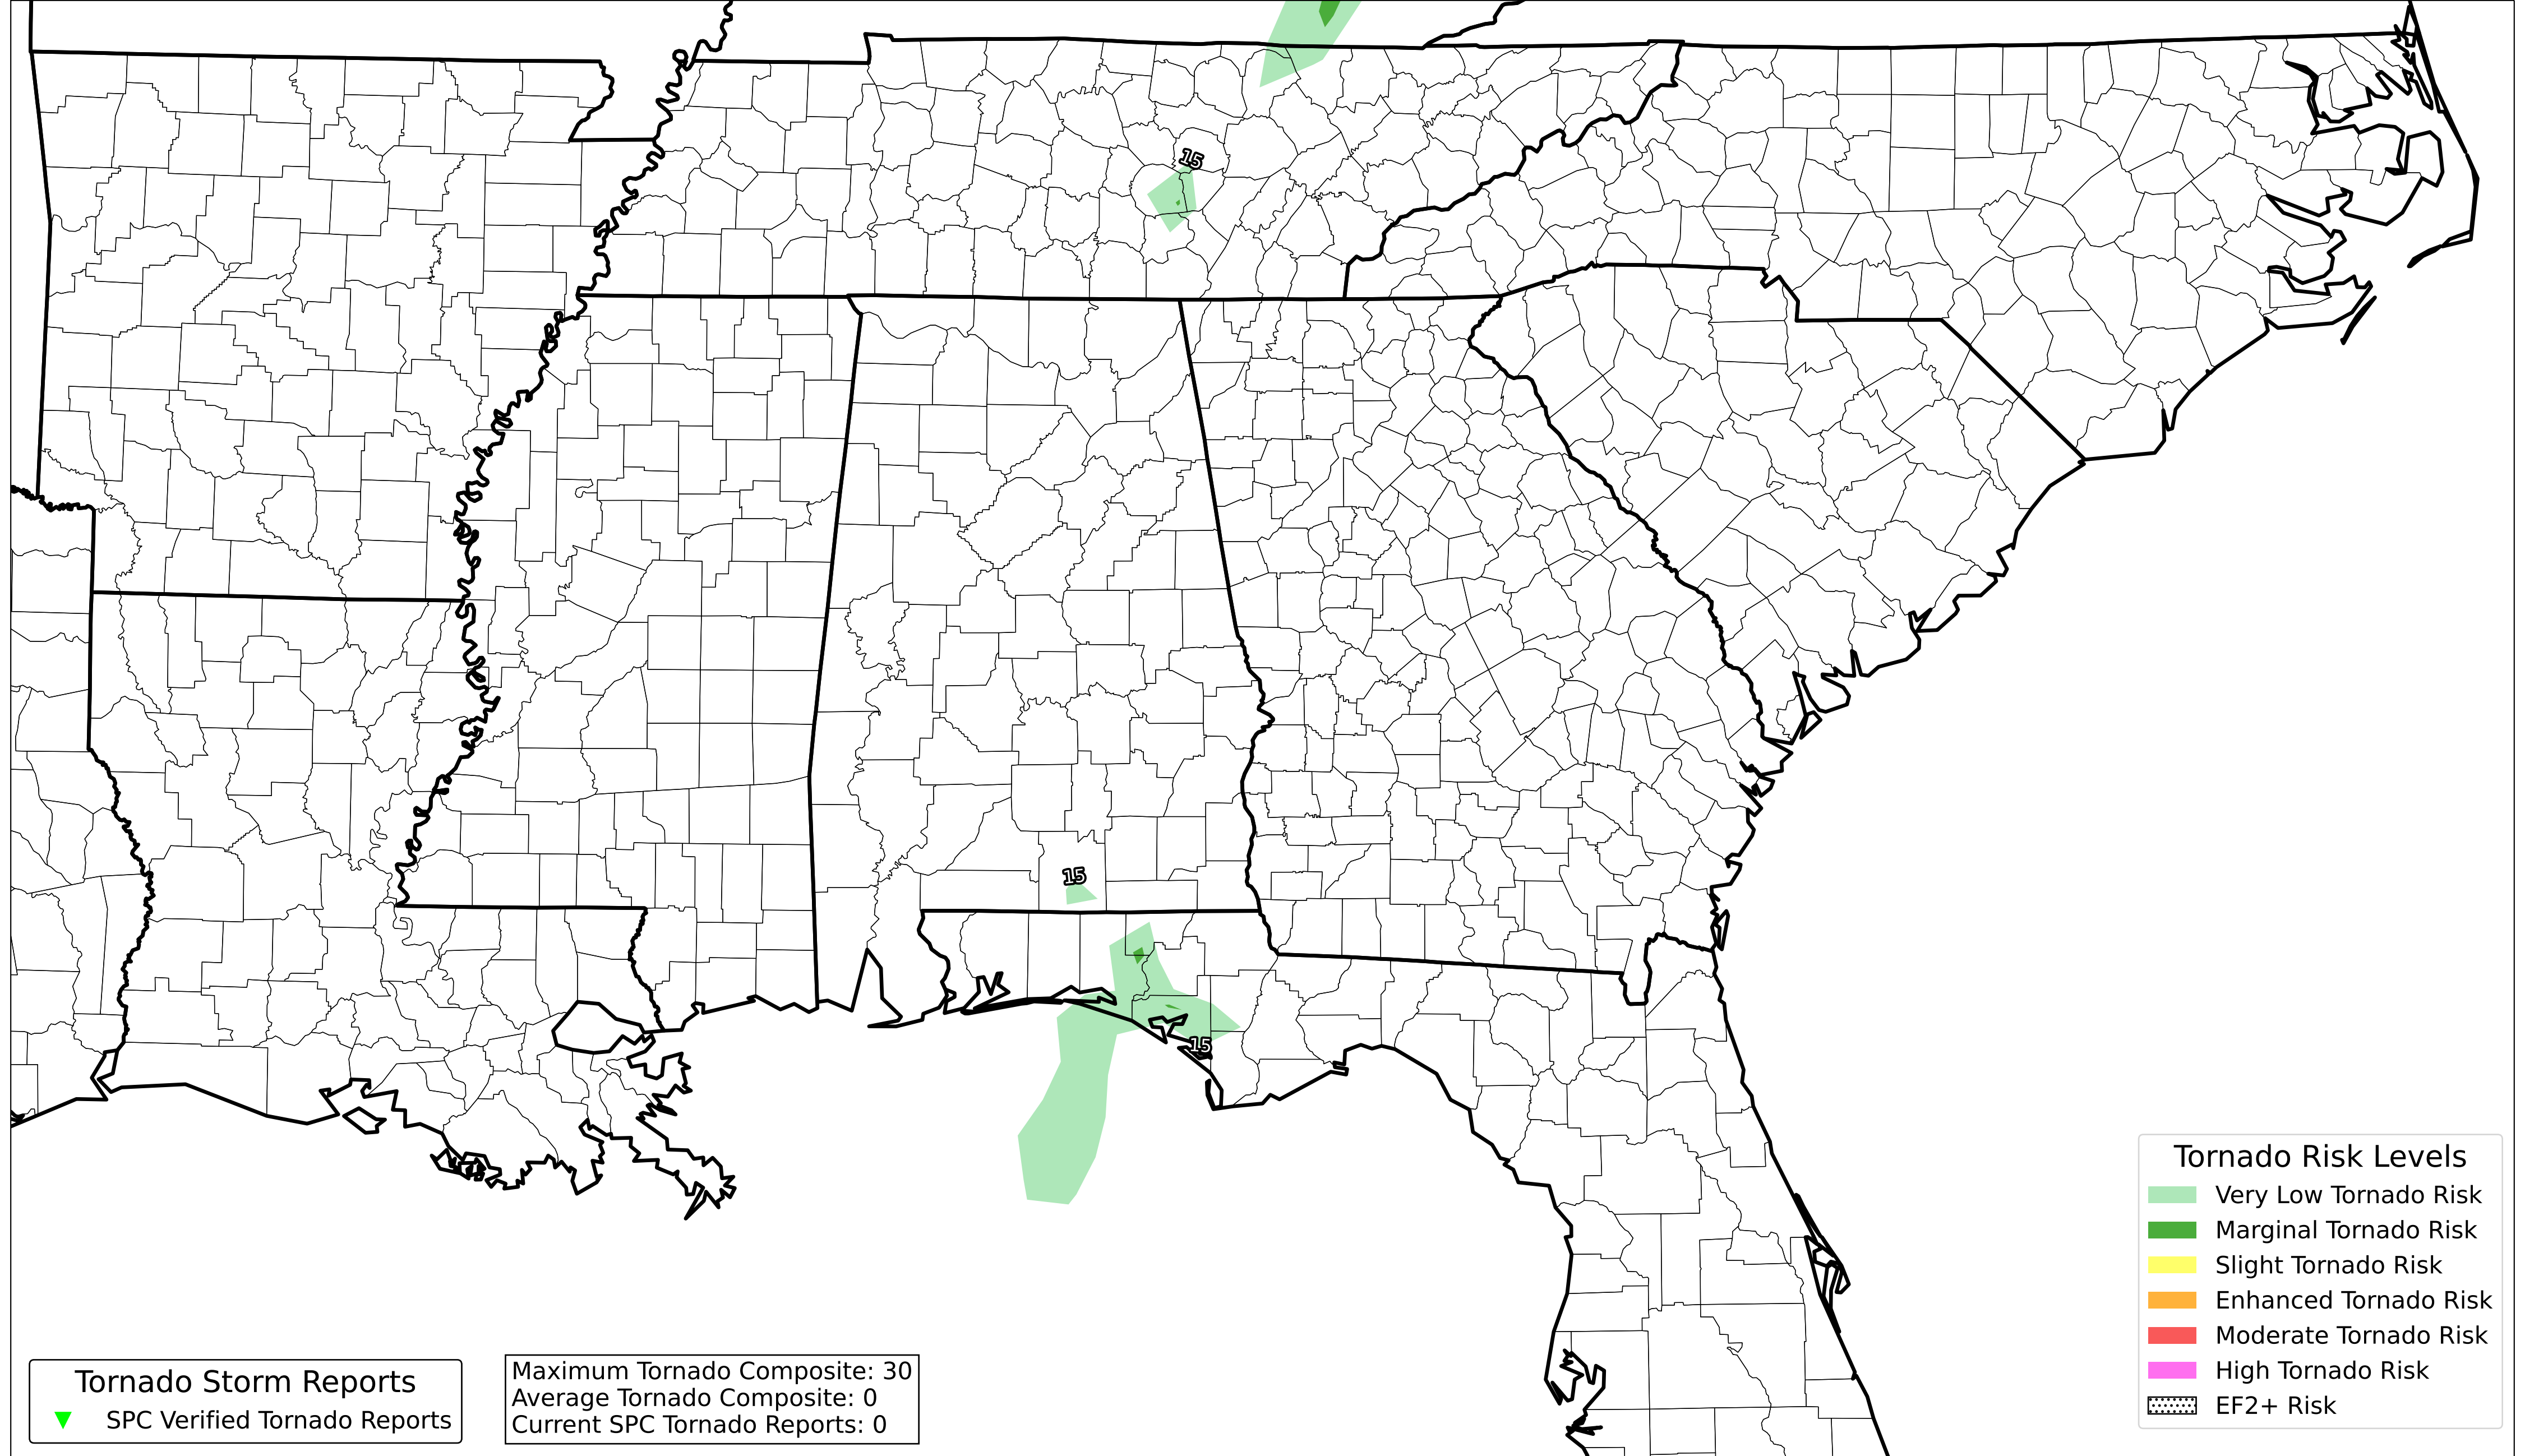 15
15
15
Tornado Risk Levels
Very Low Tornado Risk
Marginal Tornado Risk
Slight Tornado Risk
Enhanced Tornado Risk
Moderate Tornado Risk
High Tornado Risk
EF2+ Risk
Tornado Storm Reports
SPC Verified Tornado Reports
Maximum Tornado Composite: 30
Average Tornado Composite: 0
Current SPC Tornado Reports: 0